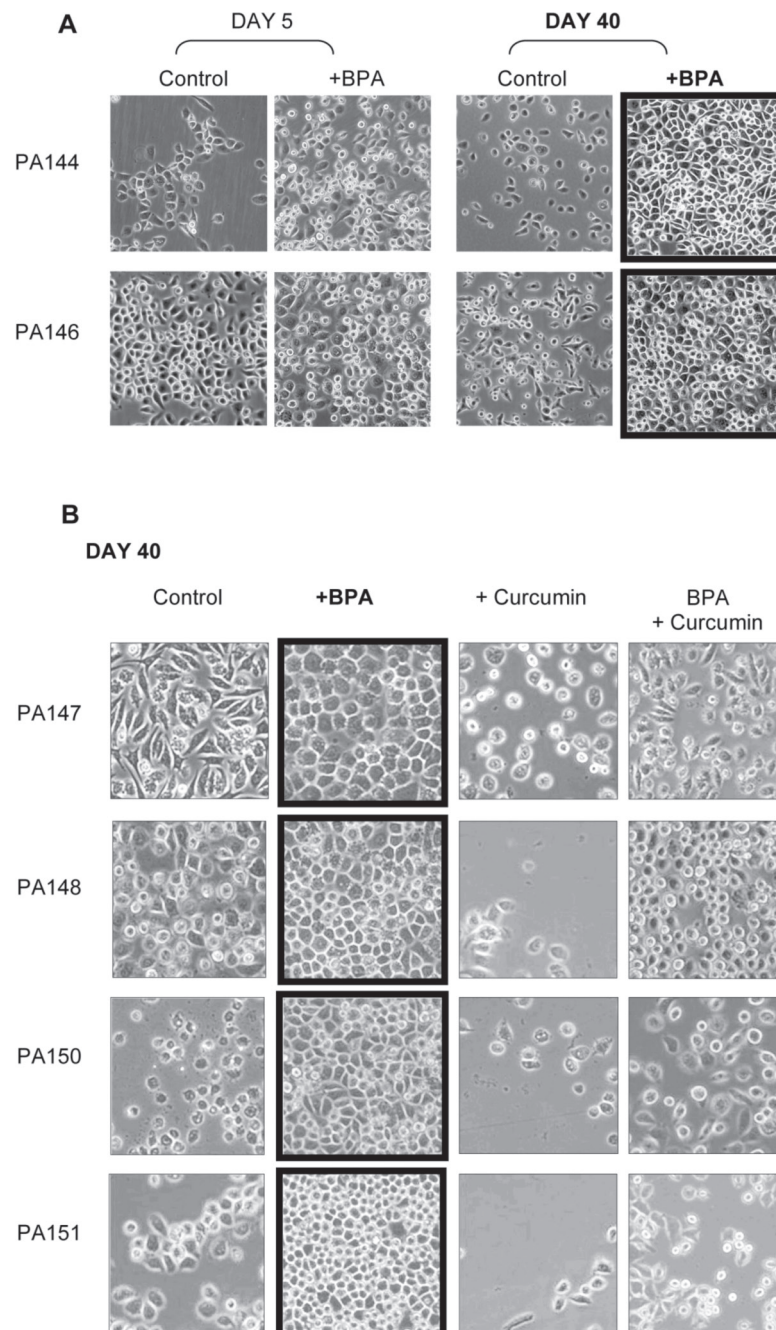 A
DAY 5 DAY 40
Control +BPA Control +BPA
PA144
PA146
B
DAY 40
Control +BPA + Curcumin BPA
+ Curcumin
PA147
PA148
PA150
PA151